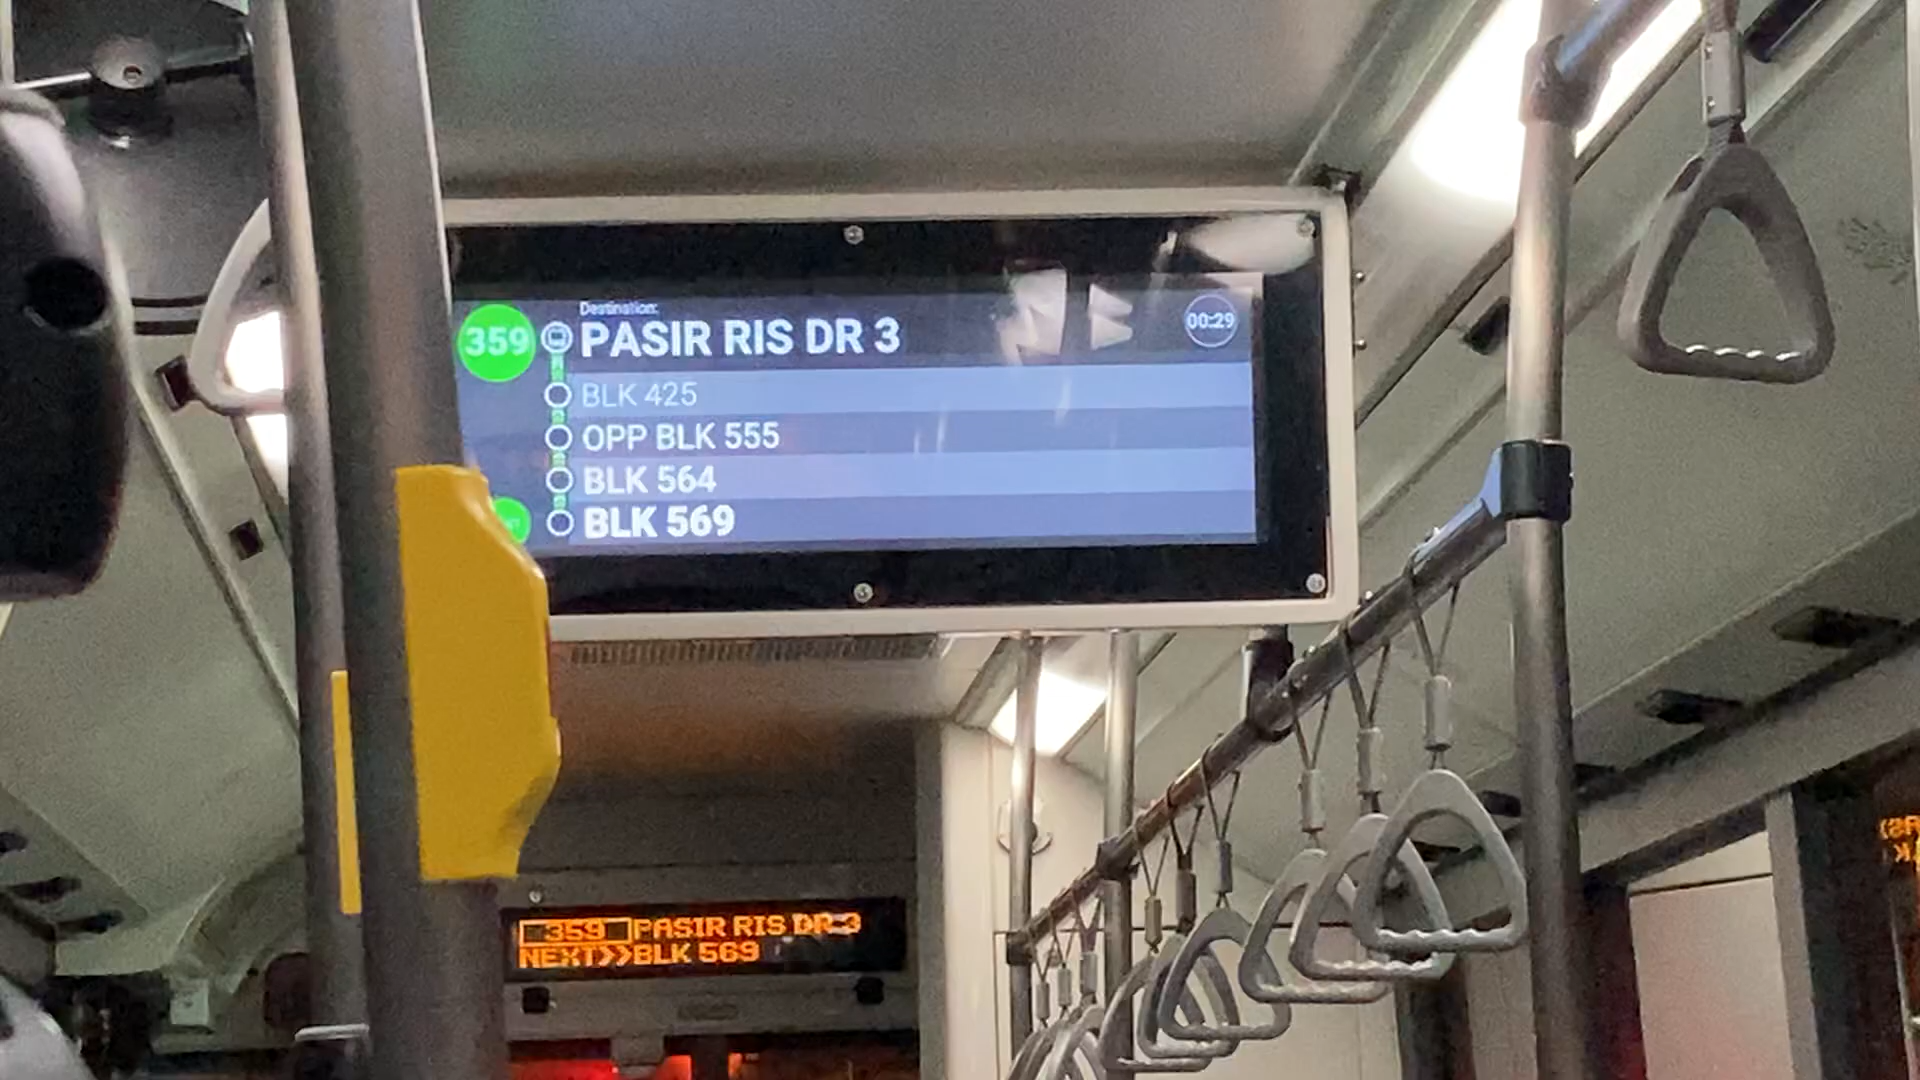 Destination:
359 PASIR RIS DR 3 00:29
BLK 425
OPP BLK 555
BLK 564
BLK 569
359 PASIR RIS DR 3
NEXT>>BLK 569